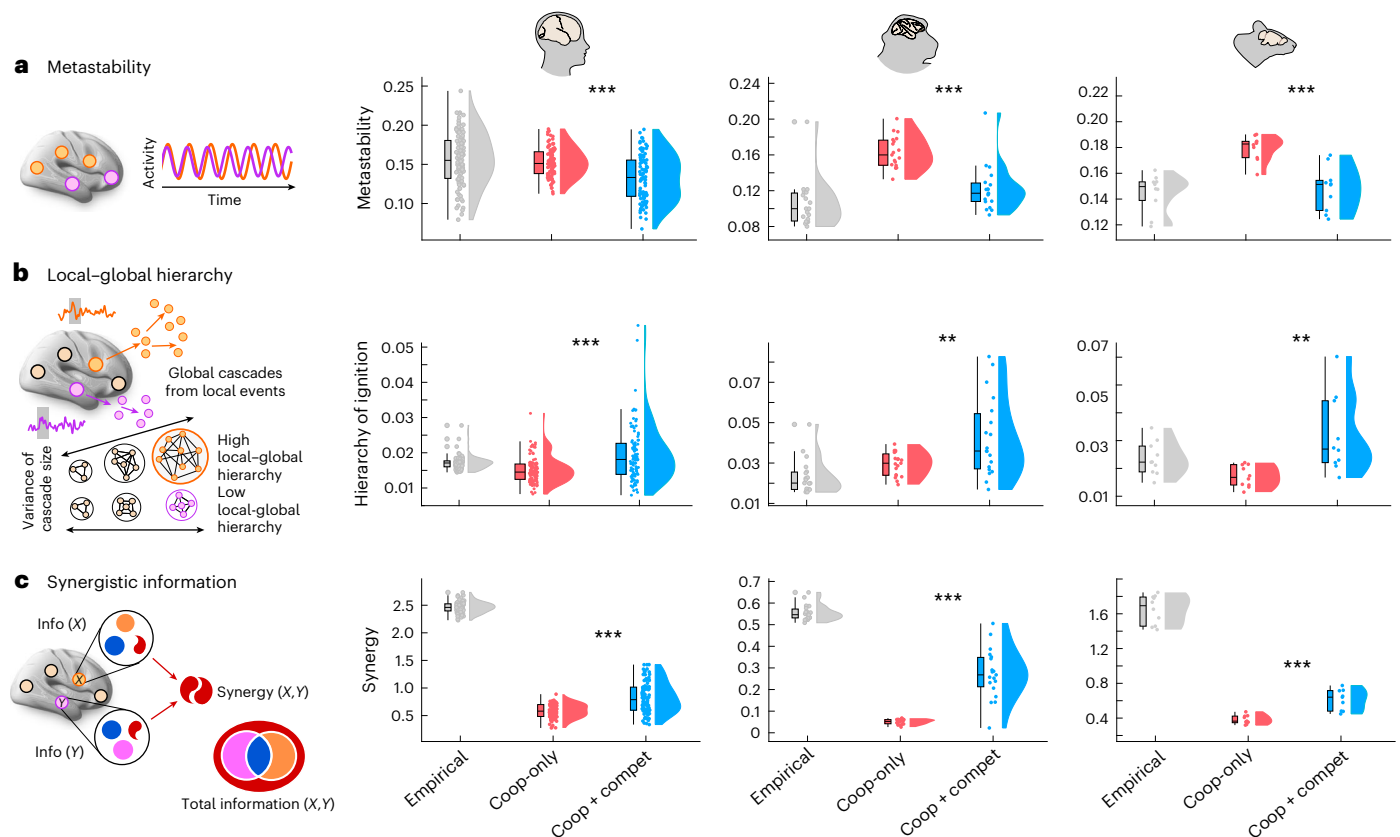 a Metastability
Activity
Time
Metastability
0.25
0.20
0.15
0.10
***
0.24
0.20
0.16
0.12
0.08
***
0.22
0.16
0.14
0.12
***
b Local–global hierarchy
Global cascades
from local events
High
local–global
hierarchy
Low
local-global
hierarchy
Variance of
cascade size
Hierarchy of ignition
0.05
0.04
0.03
0.02
0.01
***
0.07
0.05
0.03
0.01
**
0.07
0.05
0.03
0.01
**
c Synergistic information
Info (X)
X
Y
Info (Y)
Synergy (X,Y)
Total information (X,Y)
Synergy
2.5
2.0
1.5
1.0
0.5
***
0.7
0.6
0.5
0.4
0.3
0.2
0.1
0
***
1.6
1.2
0.8
0.4
***
Empirical
Coop-only
Coop + compet
Empirical
Coop-only
Coop + compet
Empirical
Coop-only
Coop + compet